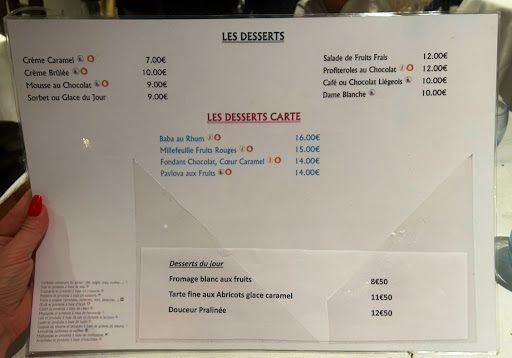 LES DESSERTS
Crème Caramel 7.00€
Crème Brûlée 10.00€
Mousse au Chocolat 9.00€
Sorbet ou Glace du Jour 9.00€
Salade de Fruits Frais 12.00€
Profiteroles au Chocolat 12.00€
Café ou Chocolat Liégeois 10.00€
Dame Blanche 10.00€
LES DESSERTS CARTE
Baba au Rhum 16.00€
Millefeuille Fruits Rouges 15.00€
Fondant Chocolat, Cœur Caramel 14.00€
Pavlova aux Fruits 14.00€
Desserts du jour
Fromage blanc aux fruits 8€50
Tarte fine aux Abricots glace caramel 11€50
Douceur Pralinée 12€50